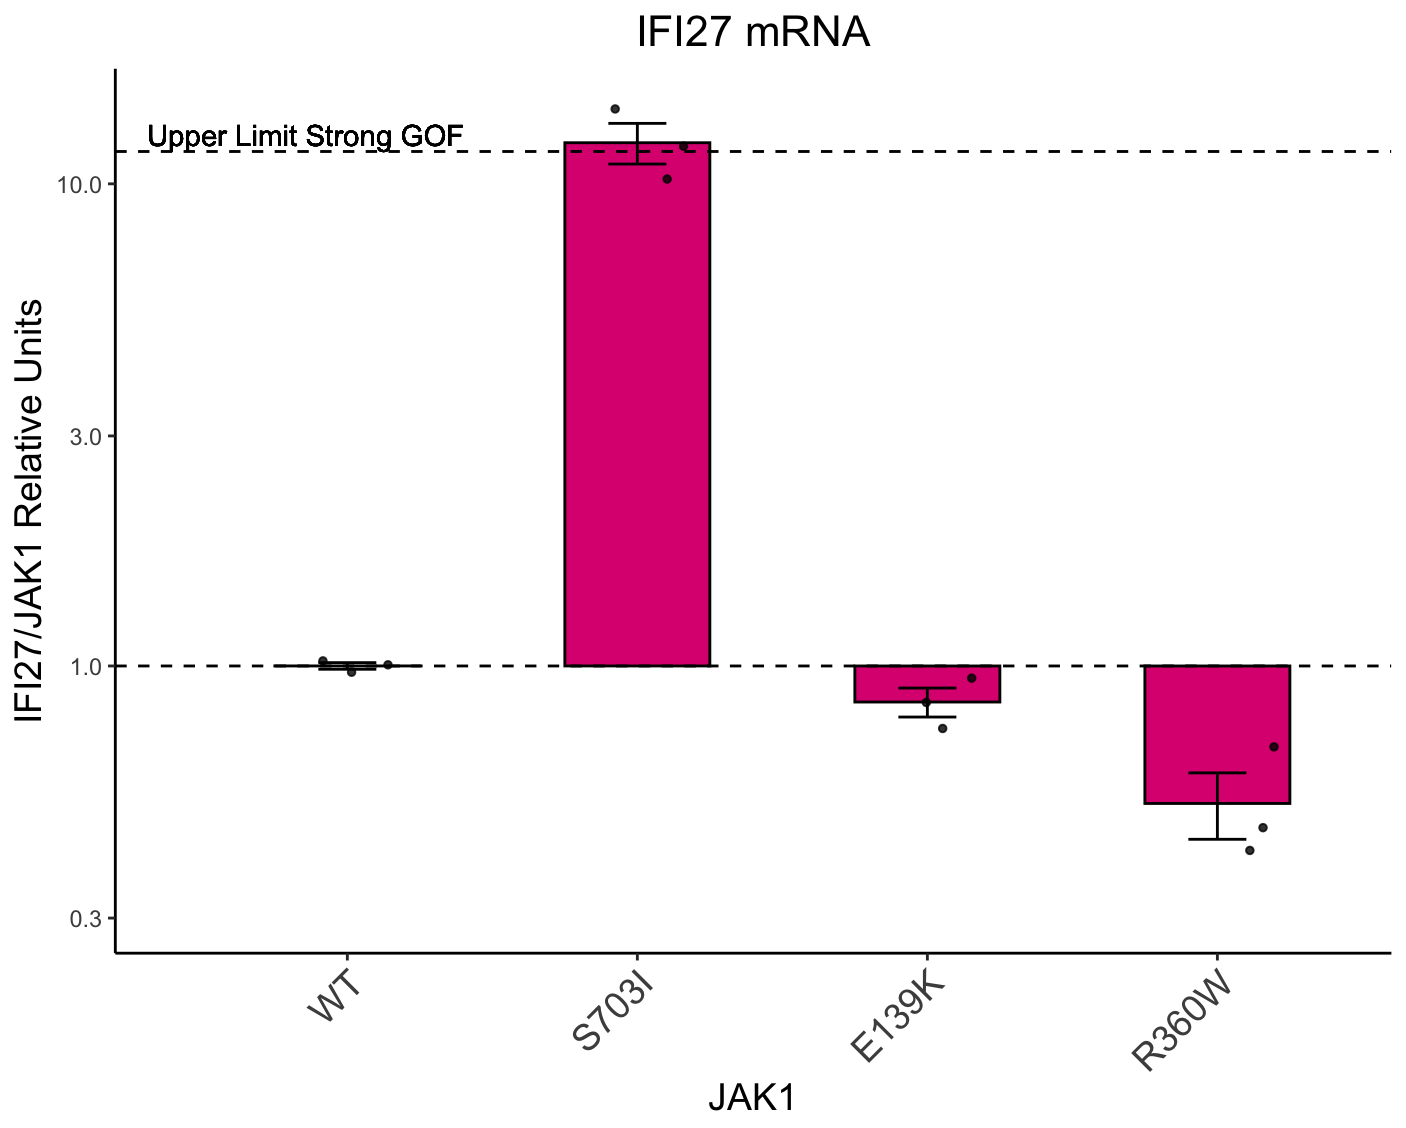 IFI27 mRNA
Upper Limit Strong GOF
10.0
3.0
1.0
0.3
IFI27/JAK1 Relative Units
WT
S703I
E139K
R360W
JAK1